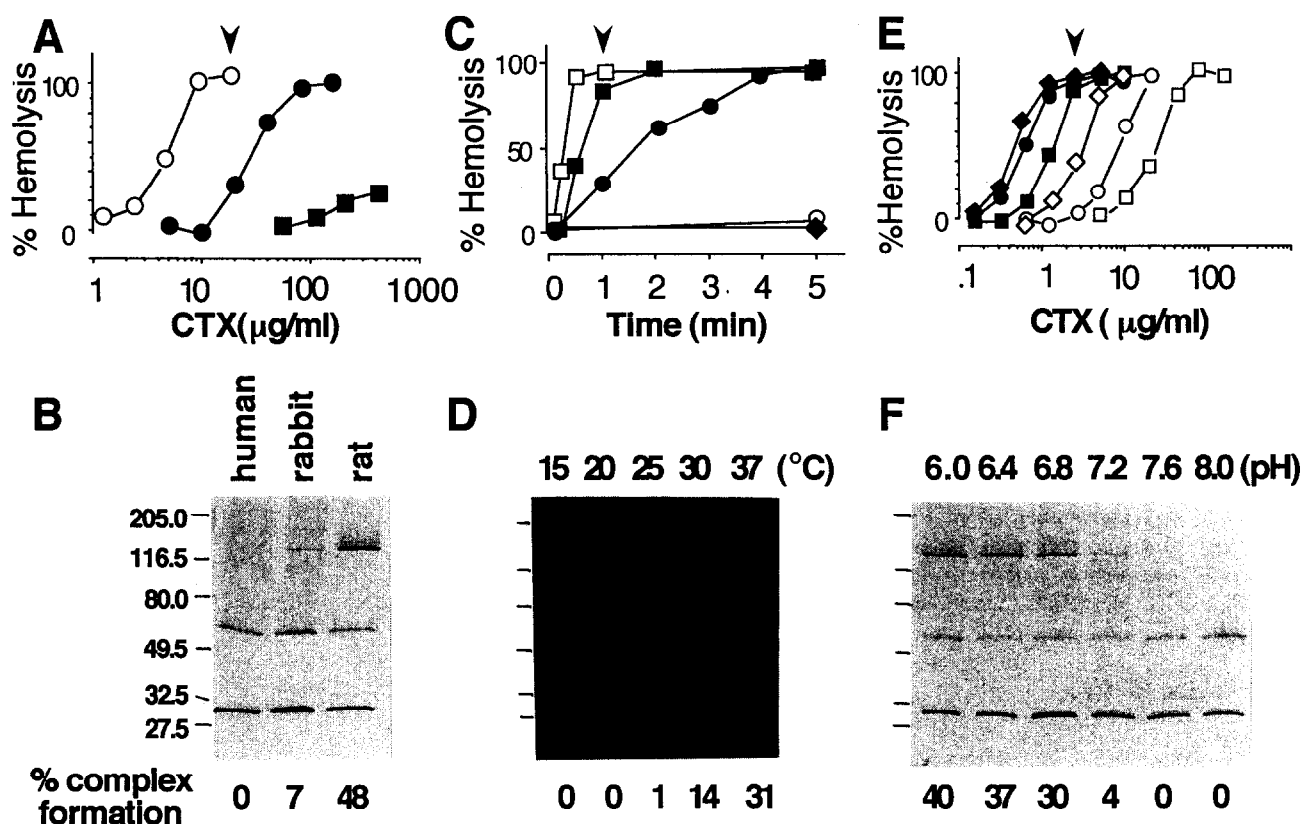 A
% Hemolysis
100
0
1
10
100
1000
CTX(μg/ml)
C
% Hemolysis
100
50
0
0
1
2
3
4
5
Time (min)
E
%Hemolysis
100
0
.1
1
10
100
CTX ( μg/ml)
B
human
rabbit
rat
205.0
116.5
80.0
49.5
32.5
27.5
% complex
formation
0 7 48
D
15 20 25 30 37 (°C)
0 0 1 14 31
F
6.0 6.4 6.8 7.2 7.6 8.0 (pH)
40 37 30 4 0 0